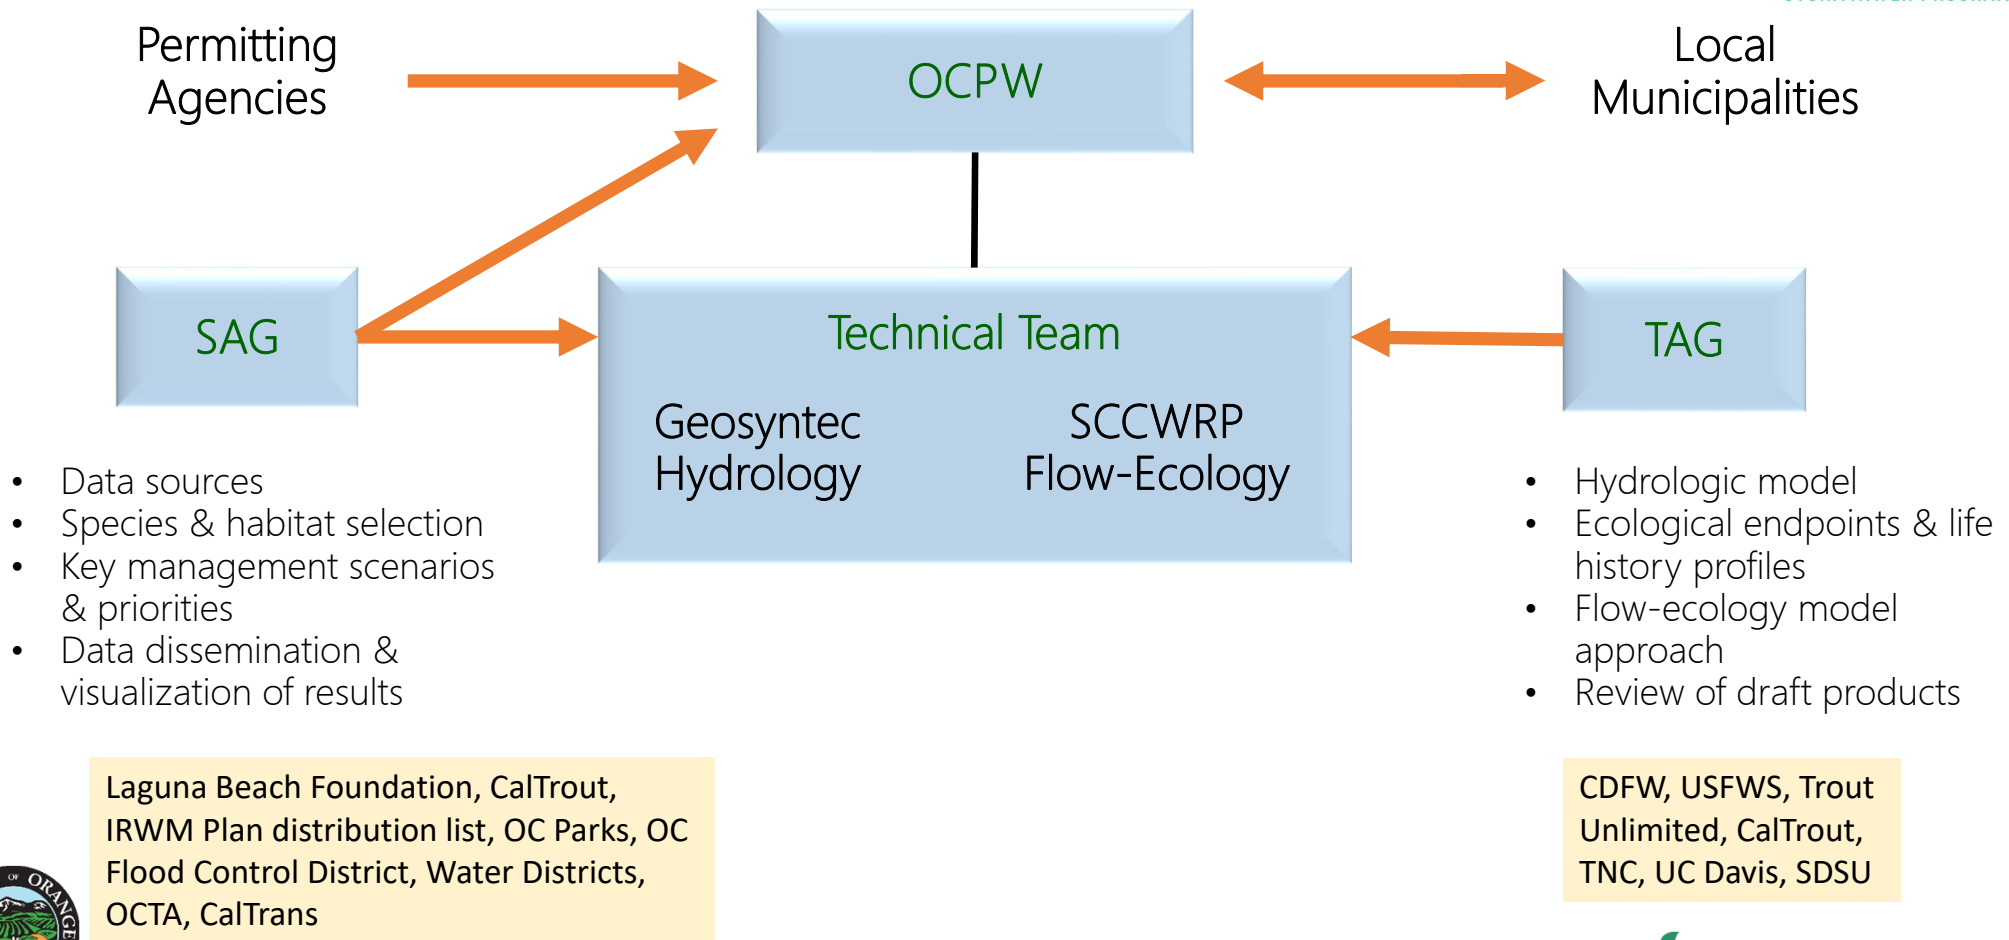 Permitting
Agencies
OCPW
Local
Municipalities
SAG
Technical Team
Geosyntec
Hydrology
SCCWRP
Flow-Ecology
TAG
• Data sources
• Species & habitat selection
• Key management scenarios
& priorities
• Data dissemination &
visualization of results
• Hydrologic model
• Ecological endpoints & life
history profiles
• Flow-ecology model
approach
• Review of draft products
Laguna Beach Foundation, CalTrout,
IRWM Plan distribution list, OC Parks, OC
Flood Control District, Water Districts,
OCTA, CalTrans
CDFW, USFWS, Trout
Unlimited, CalTrout,
TNC, UC Davis, SDSU
OF ORANGE